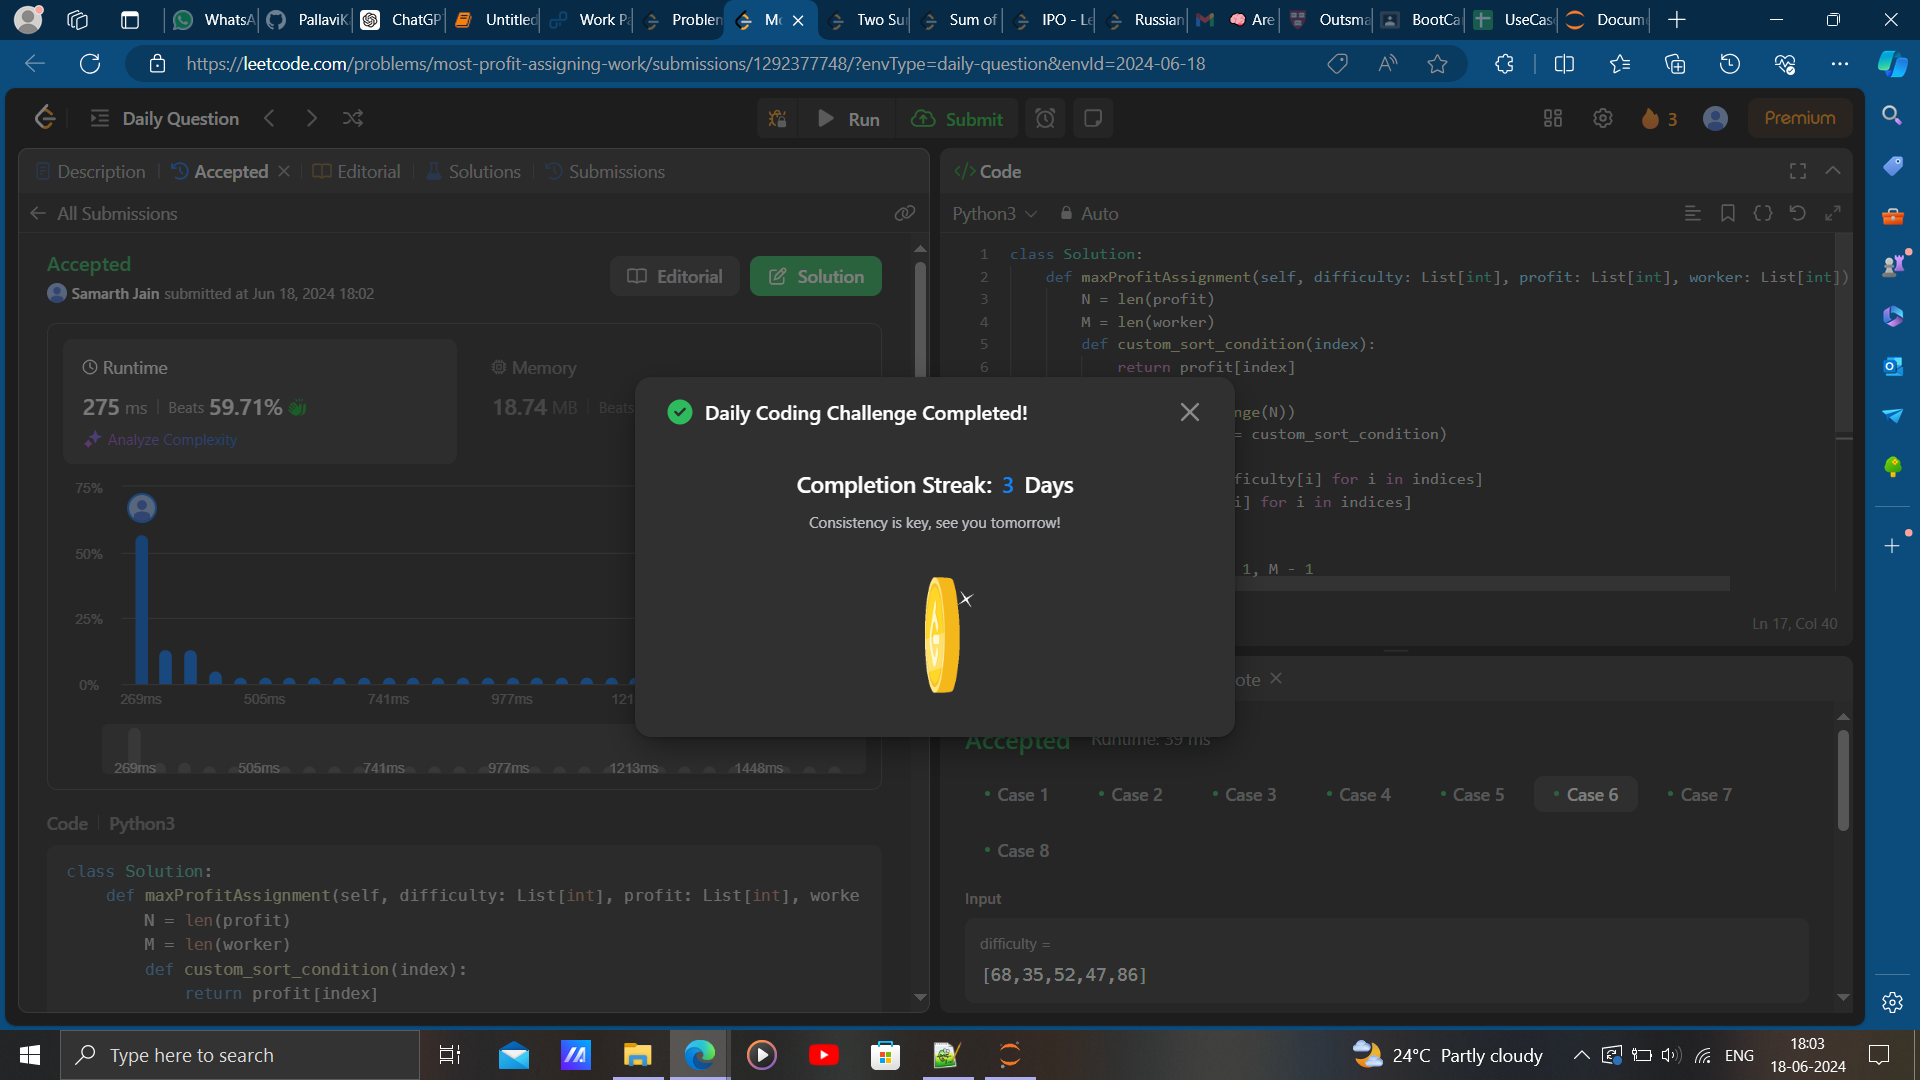 WhatsA
PallaviK
ChatGP
Untitled
Work Pa
Problem
Mo
Two Su
Sum of
IPO - Le
Russian
Are
Outsma
BootCa
UseCase
Docum
https://leetcode.com/problems/most-profit-assigning-work/submissions/1292377748/?envType=daily-question&envId=2024-06-18
Daily Question
Run
Submit
3
Premium
Description
Accepted
Editorial
Solutions
Submissions
All Submissions
Accepted
Samarth Jain submitted at Jun 18, 2024 18:02
Editorial
Solution
Runtime
275 ms
Beats 59.71%
Analyze Complexity
Memory
18.74 MB
Beats
75%
50%
25%
0%
269ms 505ms 741ms 977ms 121
269ms 505ms 741ms 977ms 1213ms 1448ms
Code
Python3
class Solution:
def maxProfitAssignment(self, difficulty: List[int], profit: List[int], worke
N = len(profit)
M = len(worker)
def custom_sort_condition(index):
return profit[index]
Daily Coding Challenge Completed!
Completion Streak: 3 Days
Consistency is key, see you tomorrow!
</> Code
Python3
Auto
1 class Solution:
2 def maxProfitAssignment(self, difficulty: List[int], profit: List[int], worker: List[int])
3 N = len(profit)
4 M = len(worker)
5 def custom_sort_condition(index):
6 return profit[index]
nge(N))
= custom_sort_condition)
ficulty[i] for i in indices]
i] for i in indices]
1, M - 1
Ln 17, Col 40
ote
Accepted
Runtime: 39 ms
Case 1
Case 2
Case 3
Case 4
Case 5
Case 6
Case 7
Case 8
Input
difficulty =
[68,35,52,47,86]
Type here to search
24°C Partly cloudy
ENG
18:03
18-06-2024